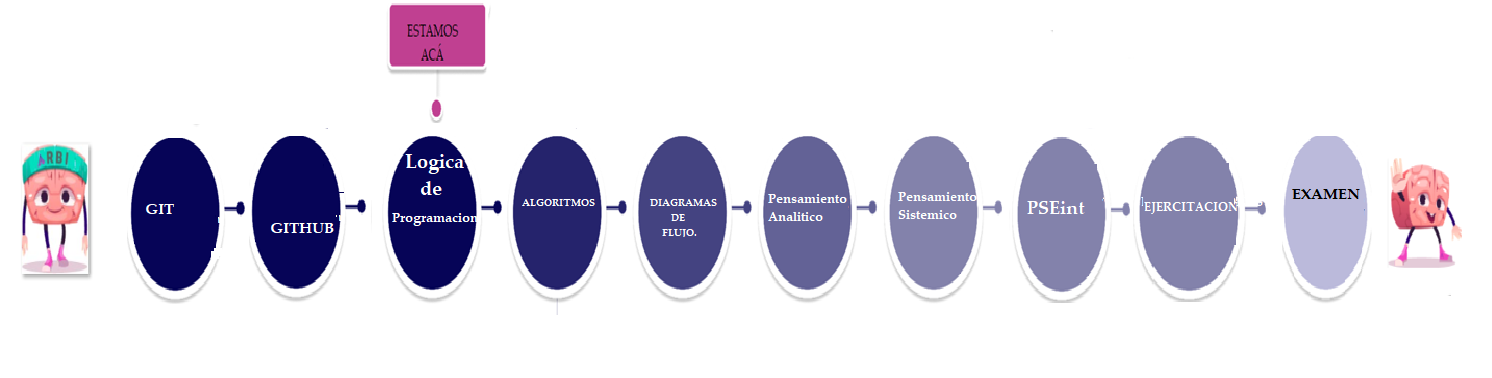 ESTAMOS
ACÁ
ARBI
GIT
GITHUB
Logica
de
Programacion
ALGORITMOS
DIAGRAMAS
DE
FLUJO.
Pensamiento
Analitico
Pensamiento
Sistemico
PSEint
EJERCITACION
EXAMEN